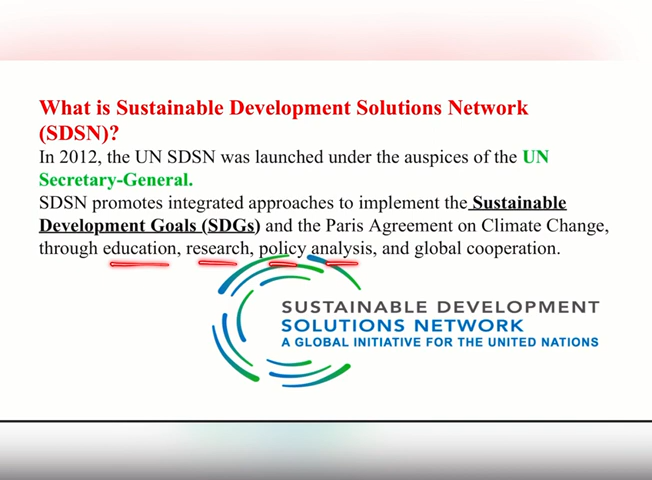 What is Sustainable Development Solutions Network
(SDSN)?
In 2012, the UN SDSN was launched under the auspices of the UN
Secretary-General.
SDSN promotes integrated approaches to implement the Sustainable
Development Goals (SDGs) and the Paris Agreement on Climate Change,
through education, research, policy analysis, and global cooperation.
SUSTAINABLE DEVELOPMENT
SOLUTIONS NETWORK
A GLOBAL INITIATIVE FOR THE UNITED NATIONS